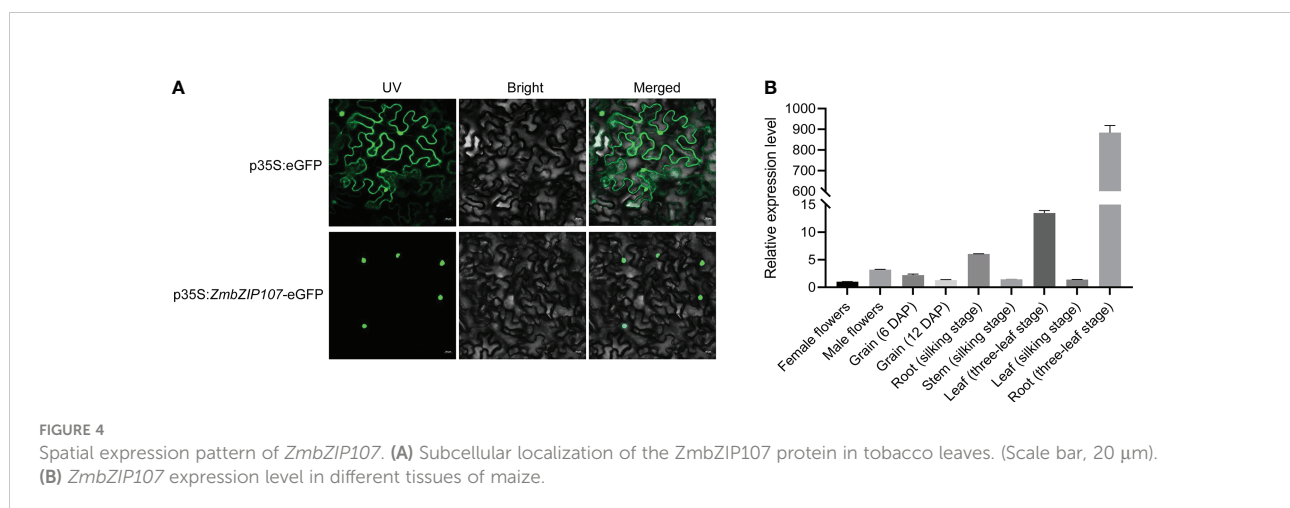 A
UV Bright Merged
p35S:eGFP
p35S:ZmbZIP107-eGFP
B
Relative expression level
1000
900
800
700
600
15
10
5
0
Female flowers
Male flowers
Grain (6 DAP)
Grain (12 DAP)
Root (silking stage)
Stem (silking stage)
Leaf (three-leaf stage)
Leaf (silking stage)
Root (three-leaf stage)
FIGURE 4
Spatial expression pattern of ZmbZIP107. (A) Subcellular localization of the ZmbZIP107 protein in tobacco leaves. (Scale bar, 20 μm).
(B) ZmbZIP107 expression level in different tissues of maize.